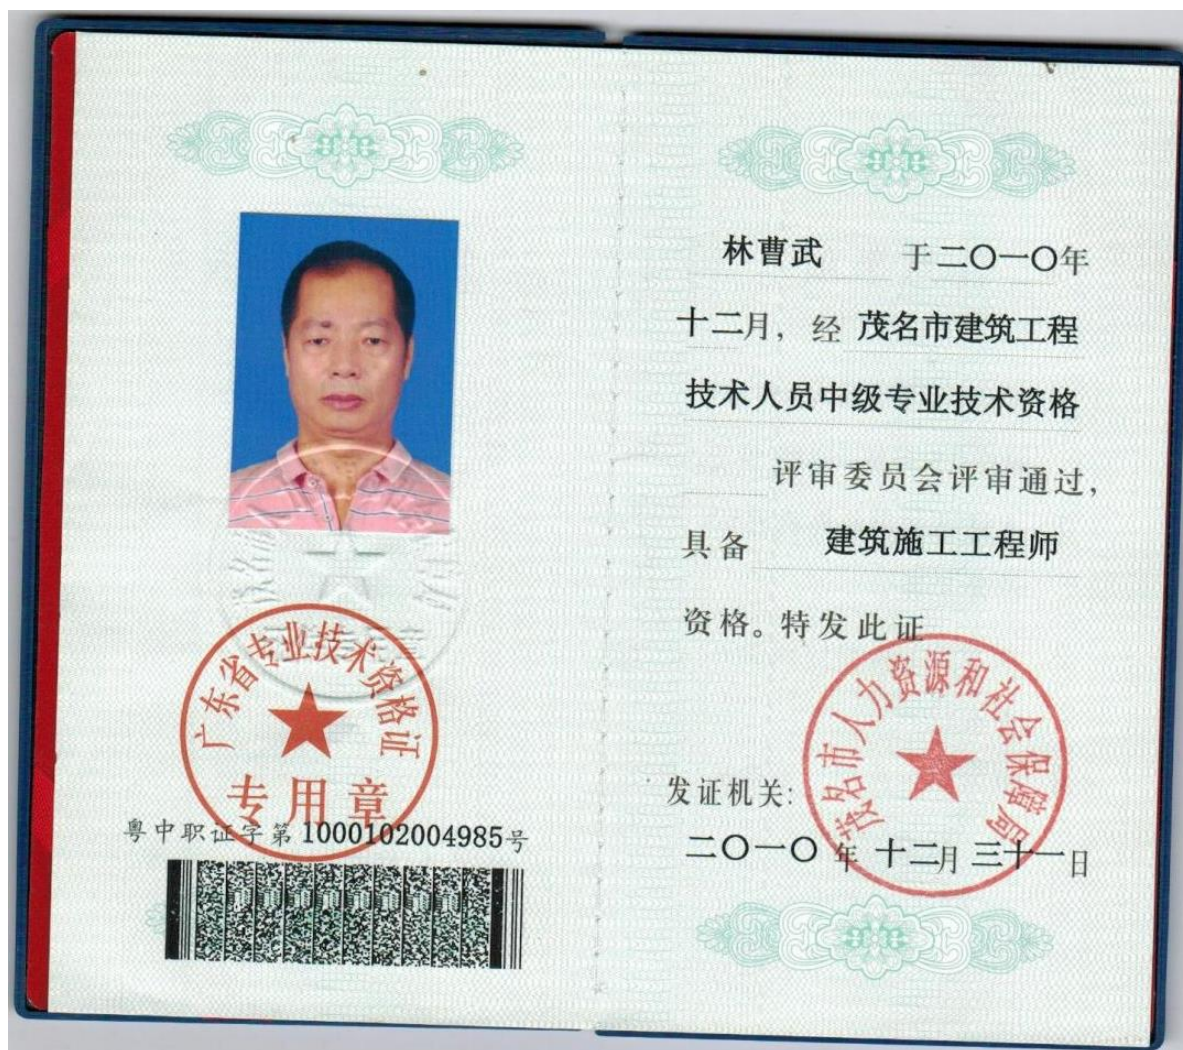 广东省专业技术资格证
专用章
粤中职证字第1000102004985号
林曹武 于二〇一〇年
十二月，经 茂名市建筑工程
技术人员中级专业技术资格
评审委员会评审通过，
具备 建筑施工工程师
资格。特发此证
茂名市人力资源和社会保障局
发证机关：
二〇一〇年 十二月 三十一日